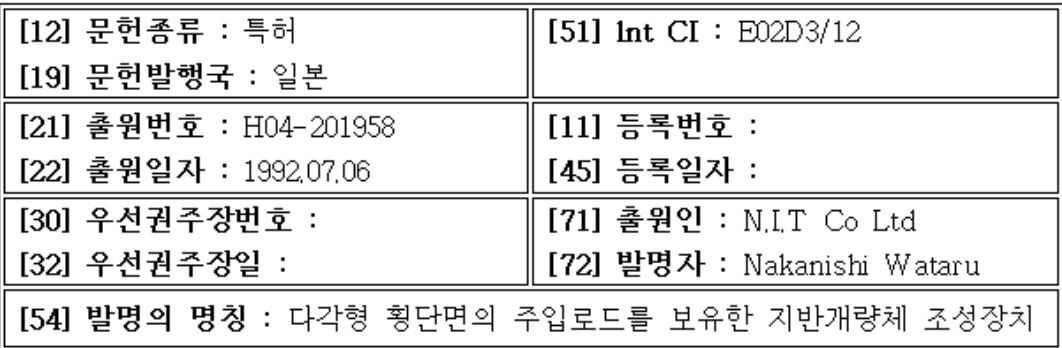 [12] 문헌종류 : 특허
[19] 문헌발행국 : 일본
[51] Int CI : E02D3/12
[21] 출원번호 : H04-201958
[22] 출원일자 : 1992.07.06
[11] 등록번호 :
[45] 등록일자 :
[30] 우선권주장번호 :
[32] 우선권주장일 :
[71] 출원인 : N.I.T Co Ltd
[72] 발명자 : Nakanishi Wataru
[54] 발명의 명칭 : 다각형 횡단면의 주입로드를 보유한 지반개량체 조성장치